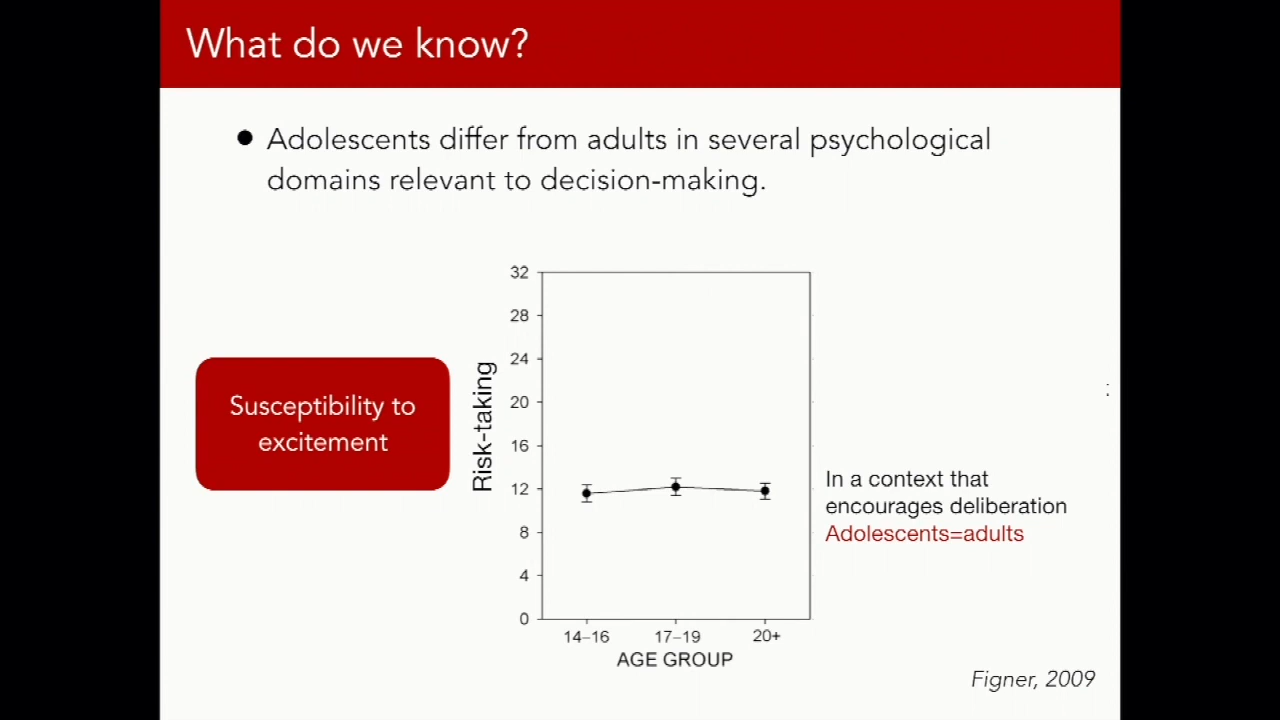 What do we know?
● Adolescents differ from adults in several psychological
domains relevant to decision-making.
Susceptibility to
excitement
Risk-taking
32
28
24
20
16
12
8
4
0
14–16 17–19 20+
AGE GROUP
In a context that
encourages deliberation
Adolescents=adults
:
Figner, 2009